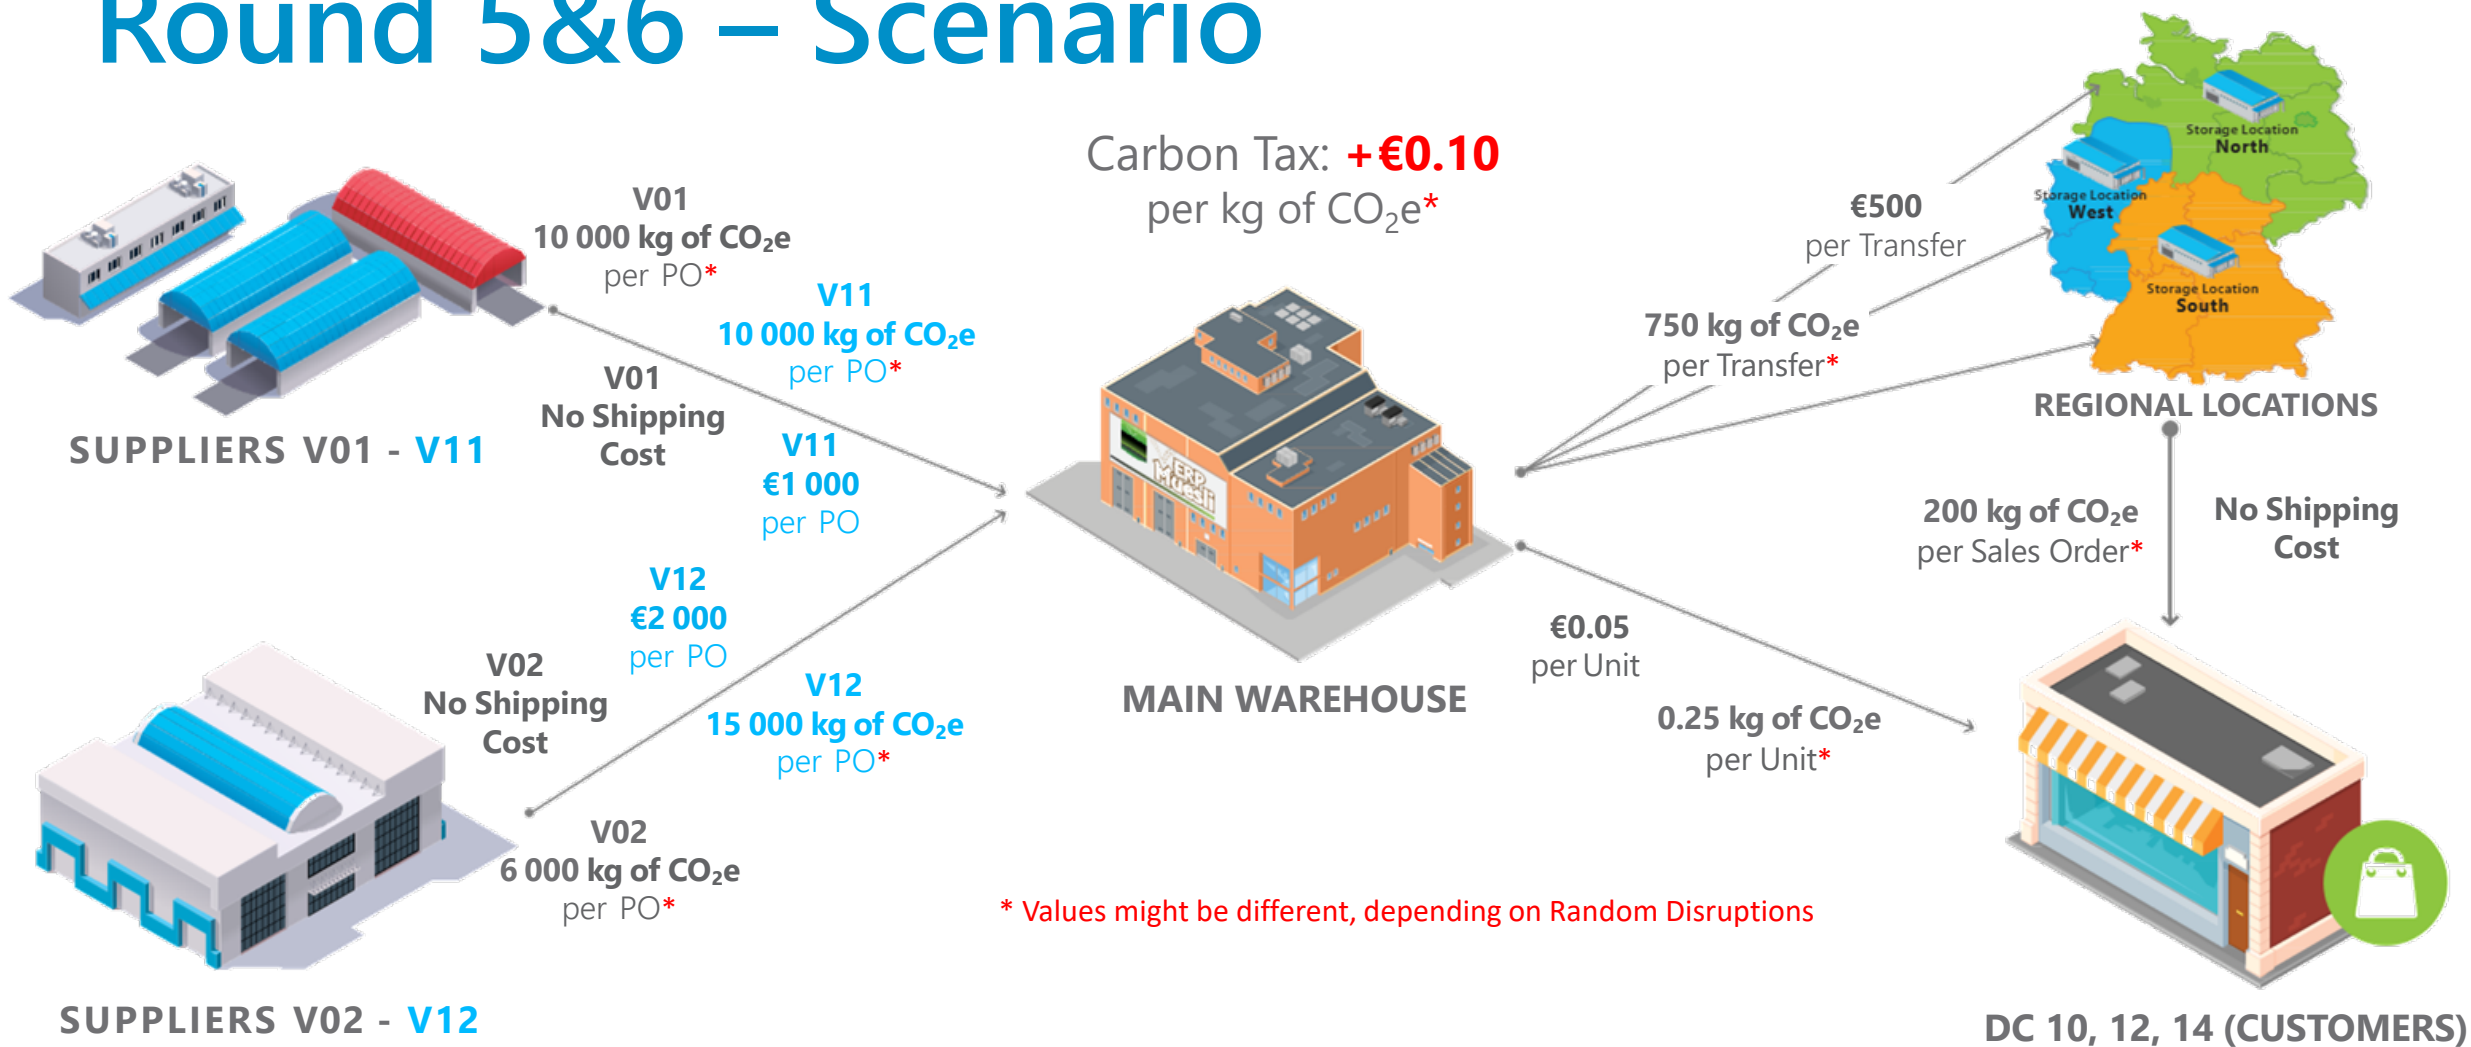 Round 5&6 – Scenario
Carbon Tax: +€0.10
per kg of CO₂e*
V01
10 000 kg of CO₂e
per PO*
V11
10 000 kg of CO₂e
per PO*
V01
No Shipping
Cost
V11
€1 000
per PO
SUPPLIERS V01 - V11
V12
€2 000
per PO
V02
No Shipping
Cost
V12
15 000 kg of CO₂e
per PO*
V02
6 000 kg of CO₂e
per PO*
SUPPLIERS V02 - V12
ERP
Muesli
MAIN WAREHOUSE
€500
per Transfer
750 kg of CO₂e
per Transfer*
Storage Location
North
Storage Location
West
Storage Location
South
REGIONAL LOCATIONS
200 kg of CO₂e
per Sales Order*
No Shipping
Cost
€0.05
per Unit
0.25 kg of CO₂e
per Unit*
* Values might be different, depending on Random Disruptions
DC 10, 12, 14 (CUSTOMERS)